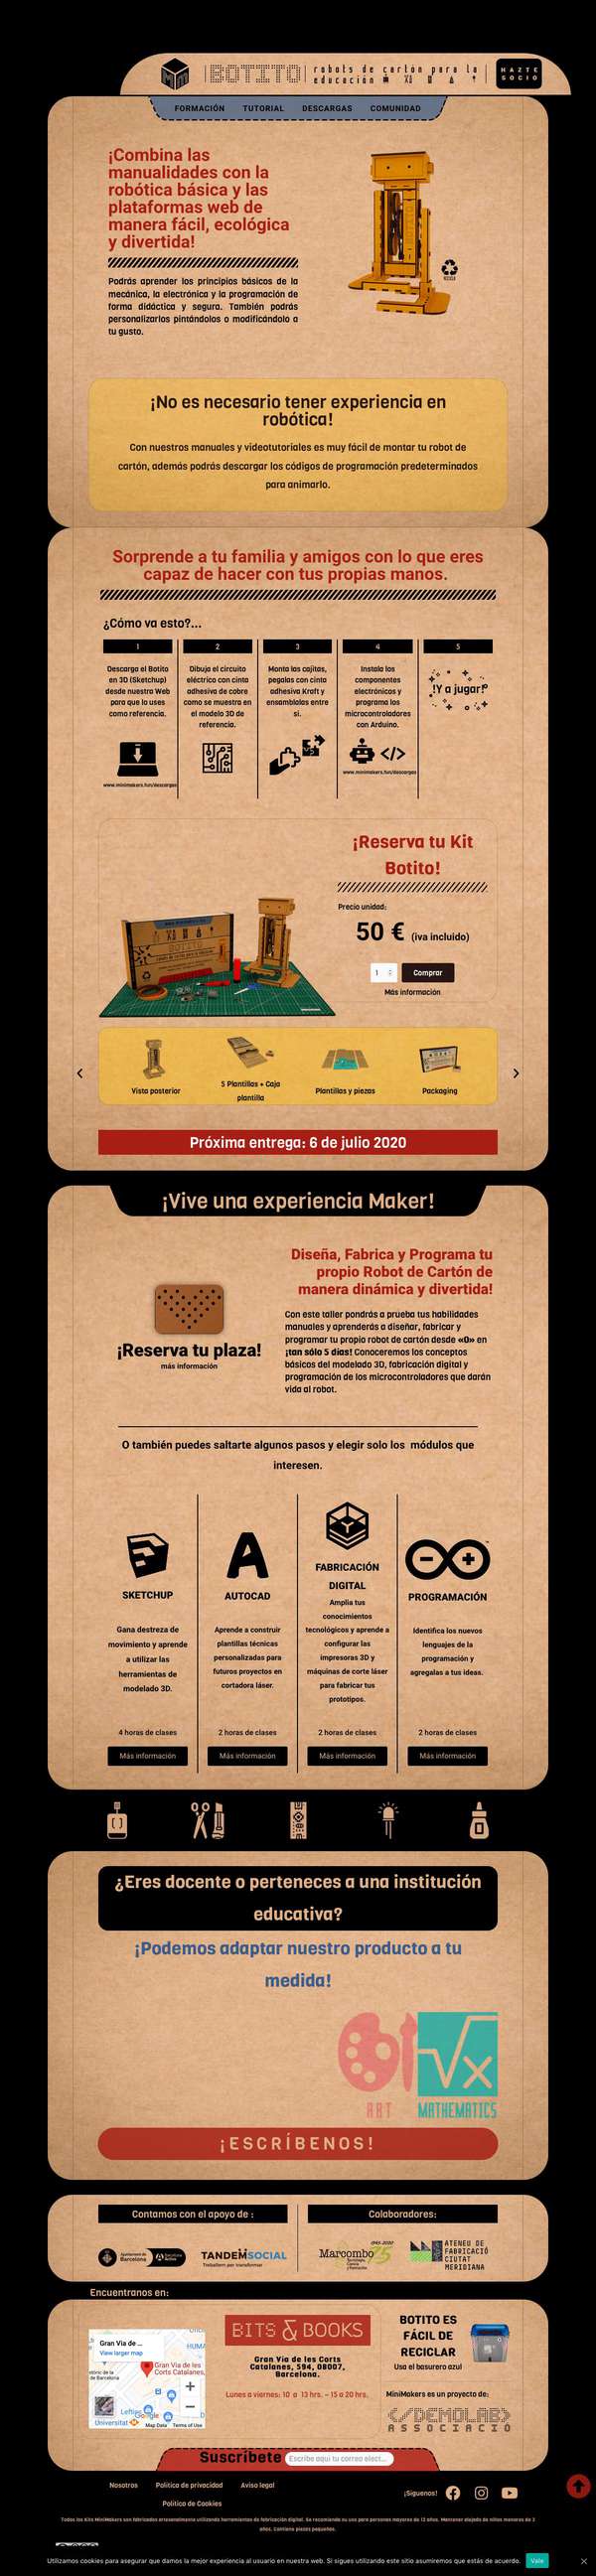 BOTITO robots de cartón para la educación
HAZTE SOCIO
FORMACIÓN TUTORIAL DESCARGAS COMUNIDAD
¡Combina las
manualidades con la
robótica básica y las
plataformas web de
manera fácil, ecológica
y divertida!
Podrás aprender los principios básicos de la
mecánica, la electrónica y la programación de
forma didáctica y segura. También podrás
personalizarlos pintándolos o modificándolo a
tu gusto.
¡No es necesario tener experiencia en
robótica!
Con nuestros manuales y videotutoriales es muy fácil de montar tu robot de
cartón, además podrás descargar los códigos de programación predeterminados
para animarlo.
Sorprende a tu familia y amigos con lo que eres
capaz de hacer con tus propias manos.
¿Cómo va esto?...
1
Descarga el Botito
en 3D (Sketchup)
desde nuestra Web
para que lo uses
como referencia.
www.minimakers.fun/descargas
2
Dibuja el circuito
eléctrico con cinta
adhesiva de cobre
como se muestra en
el modelo 3D de
referencia.
3
Monta las cajitas,
pegalas con cinta
adhesiva Kraft y
ensamblalas entre
si.
4
Instala los
componentes
electrónicos y
programa los
microcontroladores
con Arduino.
www.minimakers.fun/descargas
5
!Y a jugar!
¡Reserva tu Kit
Botito!
Precio unidad:
50 € (iva incluido)
1 Comprar
Más información
Vista posterior
5 Plantillas + Caja
plantilla
Plantillas y piezas
Packaging
Próxima entrega: 6 de julio 2020
¡Vive una experiencia Maker!
Diseña, Fabrica y Programa tu
propio Robot de Cartón de
manera dinámica y divertida!
¡Reserva tu plaza!
más información
Con este taller pondrás a prueba tus habilidades
manuales y aprenderás a diseñar, fabricar y
programar tu propio robot de cartón desde «0» en
¡tan sólo 5 días! Conoceremos los conceptos
básicos del modelado 3D, fabricación digital y
programación de los microcontroladores que darán
vida al robot.
O también puedes saltarte algunos pasos y elegir solo los módulos que
interesen.
SKETCHUP
Gana destreza de
movimiento y aprende
a utilizar las
herramientas de
modelado 3D.
4 horas de clases
Más información
AUTOCAD
Aprende a construir
plantillas técnicas
personalizadas para
futuros proyectos en
cortadora láser.
2 horas de clases
Más información
FABRICACIÓN
DIGITAL
Amplia tus
conocimientos
tecnológicos y aprende a
configurar las
impresoras 3D y
máquinas de corte láser
para fabricar tus
prototipos.
2 horas de clases
Más información
PROGRAMACIÓN
Identifica los nuevos
lenguajes de la
programación y
agregalas a tus ideas.
2 horas de clases
Más información
¿Eres docente o perteneces a una institución
educativa?
¡Podemos adaptar nuestro producto a tu
medida!
ART MATHEMATICS
¡ESCRÍBENOS!
Contamos con el apoyo de :
Ajuntament de
Barcelona
TANDEMSOCIAL
Treballem per transformar
Colaboradores:
Marcombo 75
1945-2020
ATENEU DE
FABRICACIÓ
CIUTAT
MERIDIANA
Encuentranos en:
Gran Via de ...
View larger map
Gran Via de les
Corts Catalanes,
Universitat
Google
Map Data Terms of Use
BITS & BOOKS
Gran Via de les Corts
Catalanes, 594, 08007,
Barcelona.
Lunes a viernes: 10 a 13 hrs. – 15 a 20 hrs.
BOTITO ES
FÁCIL DE
RECICLAR
Usa el basurero azul
MiniMakers es un proyecto de:
</DEMOLAB>
ASSOCIACIO
Suscríbete Escribe aquí tu correo elect...
Nosotros Política de privacidad Aviso legal
Político de Cookies
¡Siguenos!
Todos los Kits MiniMakers son fabricados artesanalmente utilizando herramientas de fabricación digital. Se recomienda su uso para personas mayores de 12 años. Mantener alejado de niños menores de 3
años. Contiene piezas pequeñas.
Utilizamos cookies para asegurar que damos la mejor experiencia al usuario en nuestra web. Si sigues utilizando este sitio asumiremos que estás de acuerdo. Vale